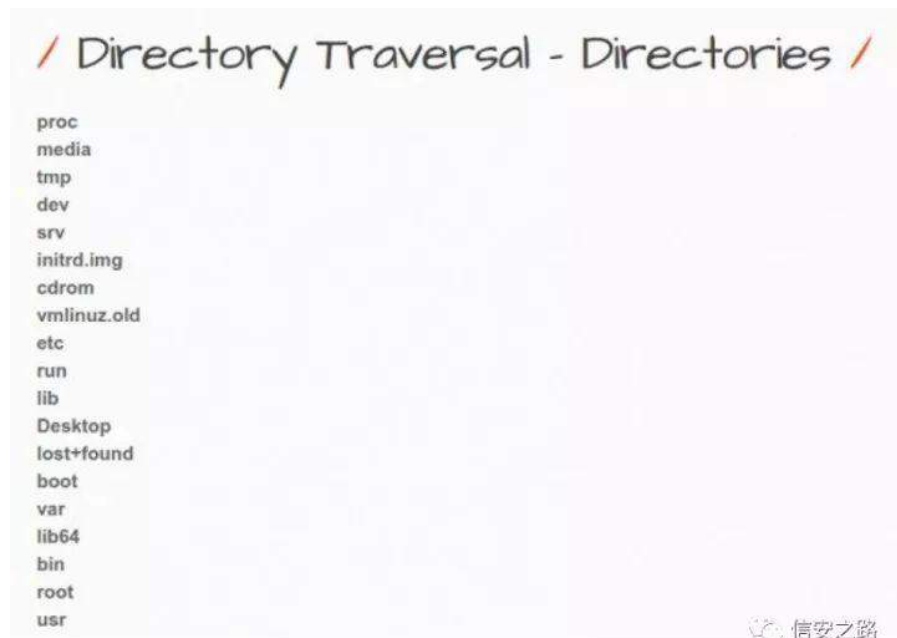 / Directory Traversal - Directories /
proc
media
tmp
dev
srv
initrd.img
cdrom
vmlinuz.old
etc
run
lib
Desktop
lost+found
boot
var
lib64
bin
root
usr
信安之路